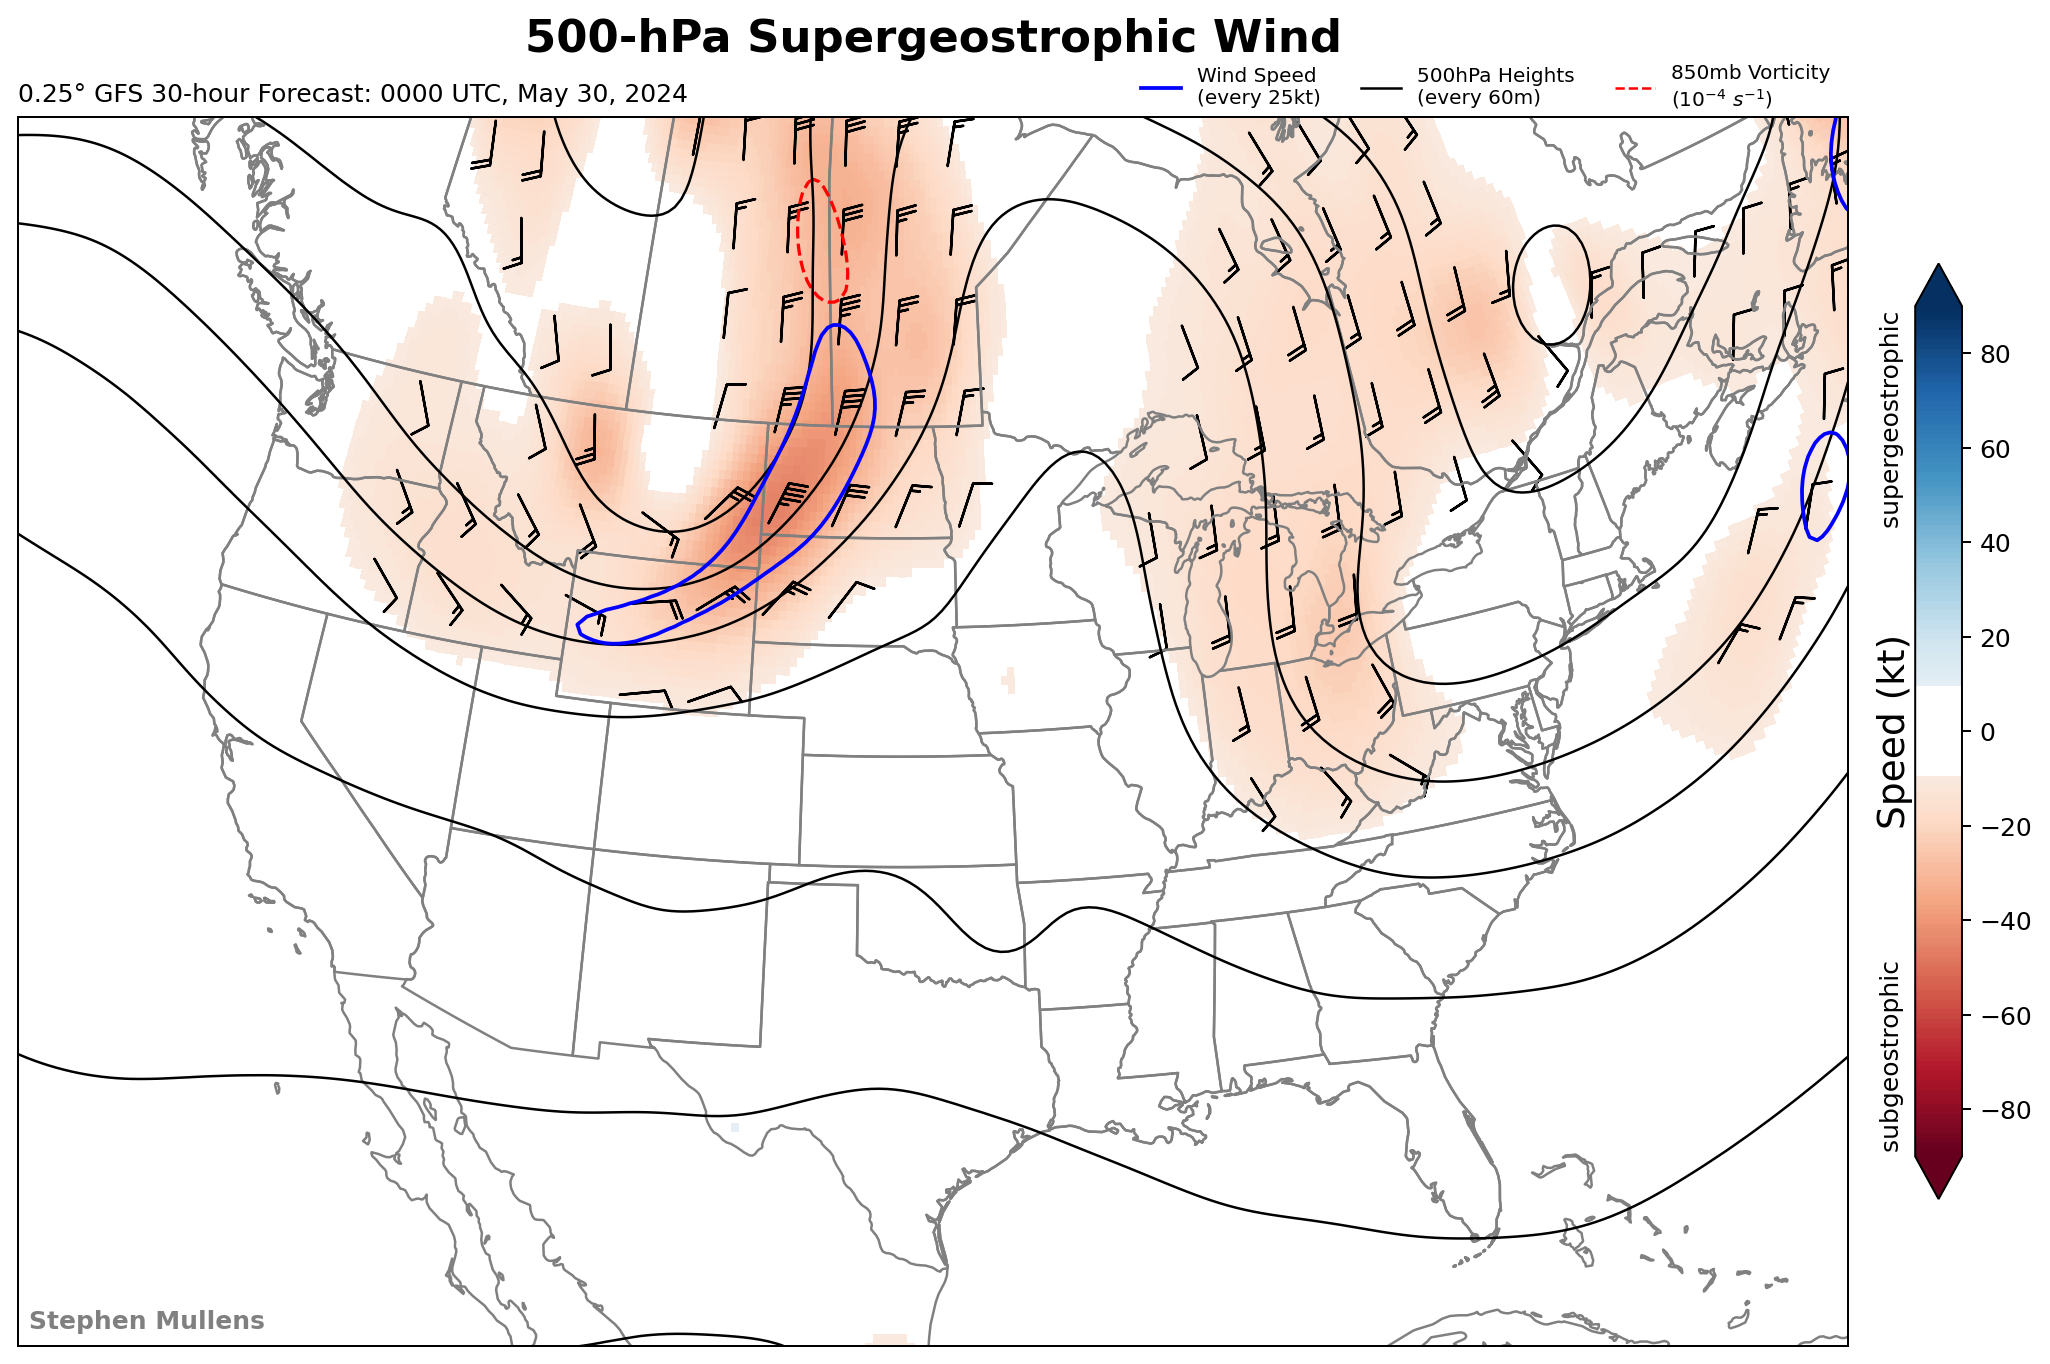 500-hPa Supergeostrophic Wind
0.25° GFS 30-hour Forecast: 0000 UTC, May 30, 2024
Wind Speed
(every 25kt)
500hPa Heights
(every 60m)
850mb Vorticity
(10⁻⁴ s⁻¹)
supergeostrophic
Speed (kt)
subgeostrophic
80
60
40
20
0
−20
−40
−60
−80
Stephen Mullens